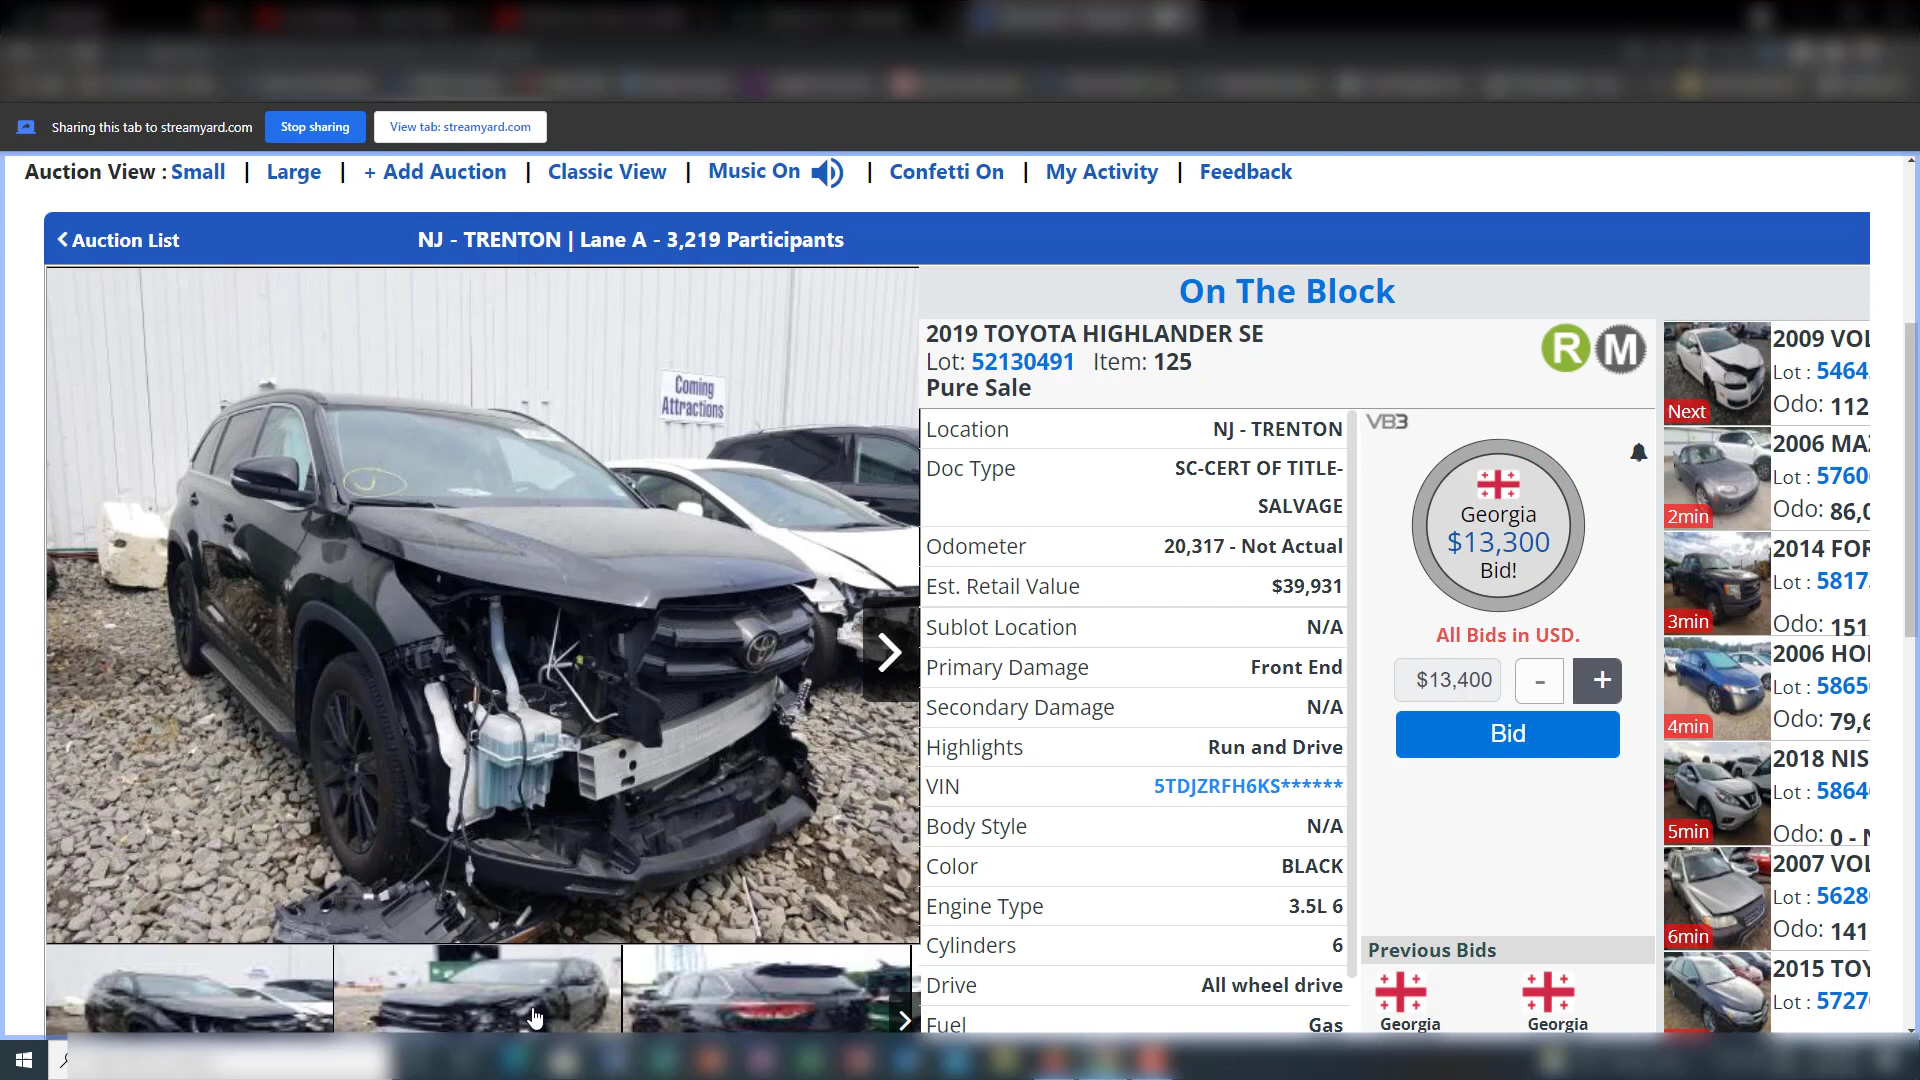 Sharing this tab to streamyard.com
Stop sharing
View tab: streamyard.com
Auction View : Small | Large | + Add Auction | Classic View | Music On | Confetti On | My Activity | Feedback
Auction List
NJ - TRENTON | Lane A - 3,219 Participants
Coming
Attractions
On The Block
2019 TOYOTA HIGHLANDER SE
Lot: 52130491 Item: 125
Pure Sale
R M
Location NJ - TRENTON
Doc Type SC-CERT OF TITLE-
SALVAGE
Odometer 20,317 - Not Actual
Est. Retail Value $39,931
Sublot Location N/A
Primary Damage Front End
Secondary Damage N/A
Highlights Run and Drive
VIN 5TDJZRFH6KS******
Body Style N/A
Color BLACK
Engine Type 3.5L 6
Cylinders 6
Drive All wheel drive
Fuel Gas
VB3
Georgia
$13,300
Bid!
All Bids in USD.
$13,400 - +
Bid
Previous Bids
Georgia Georgia
2009 VOL
Lot : 5464
Odo: 112
Next
2006 MAZ
Lot : 5760
Odo: 86,0
2min
2014 FOR
Lot : 5817
Odo: 151
3min
2006 HO
Lot : 5865
Odo: 79,6
4min
2018 NIS
Lot : 5864
Odo: 0 - N
5min
2007 VOL
Lot : 5628
Odo: 141
6min
2015 TOY
Lot : 5727